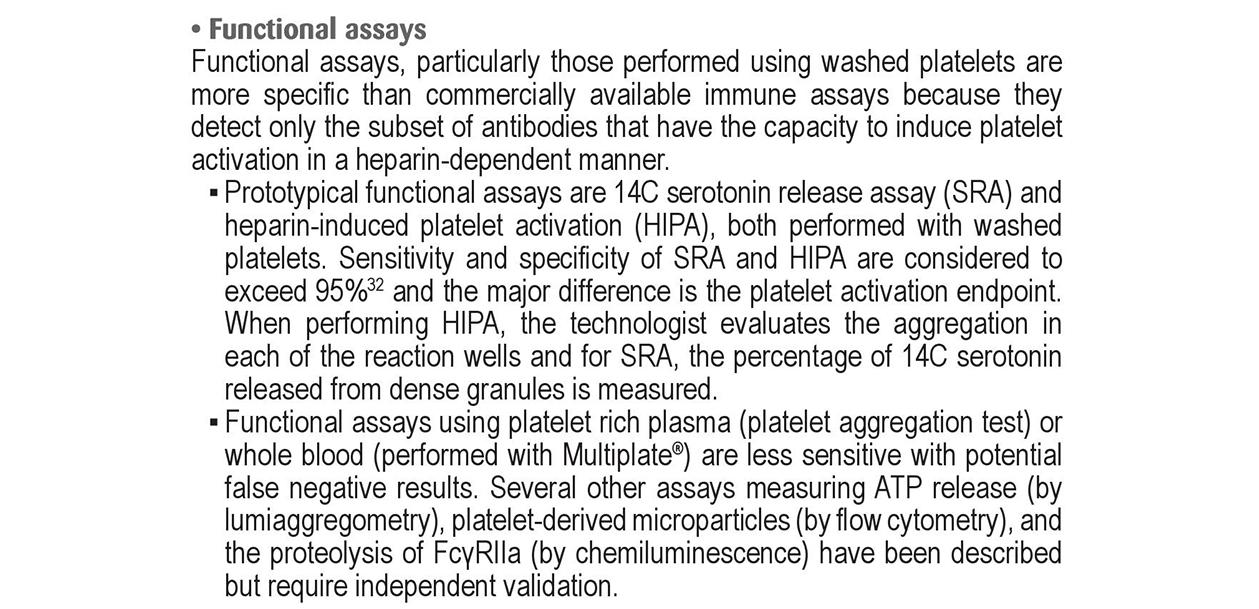 • Functional assays
Functional assays, particularly those performed using washed platelets are
more specific than commercially available immune assays because they
detect only the subset of antibodies that have the capacity to induce platelet
activation in a heparin-dependent manner.
▪ Prototypical functional assays are 14C serotonin release assay (SRA) and
heparin-induced platelet activation (HIPA), both performed with washed
platelets. Sensitivity and specificity of SRA and HIPA are considered to
exceed 95%³² and the major difference is the platelet activation endpoint.
When performing HIPA, the technologist evaluates the aggregation in
each of the reaction wells and for SRA, the percentage of 14C serotonin
released from dense granules is measured.
▪ Functional assays using platelet rich plasma (platelet aggregation test) or
whole blood (performed with Multiplate®) are less sensitive with potential
false negative results. Several other assays measuring ATP release (by
lumiaggregometry), platelet-derived microparticles (by flow cytometry), and
the proteolysis of FcγRIIa (by chemiluminescence) have been described
but require independent validation.